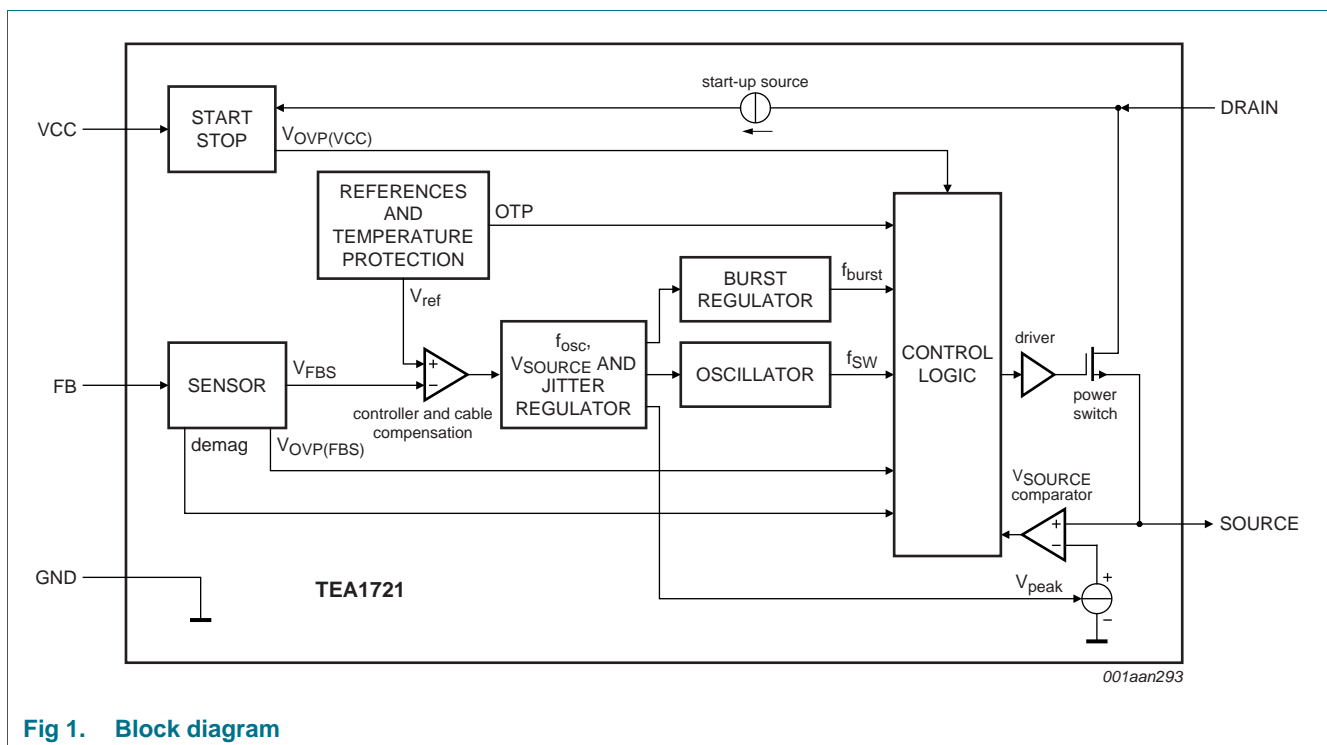 start-up source
VCC
START
STOP
DRAIN
VOVP(VCC)
REFERENCES
AND
TEMPERATURE
PROTECTION
OTP
Vref
BURST
REGULATOR
fburst
FB
SENSOR
VFBS
+
−
controller and cable
compensation
fosc,
VSOURCE AND
JITTER
REGULATOR
OSCILLATOR
fSW
CONTROL
LOGIC
driver
power
switch
demag
VOVP(FBS)
VSOURCE
comparator
+
−
SOURCE
GND
TEA1721
Vpeak
+
−
001aan293
Fig 1. Block diagram